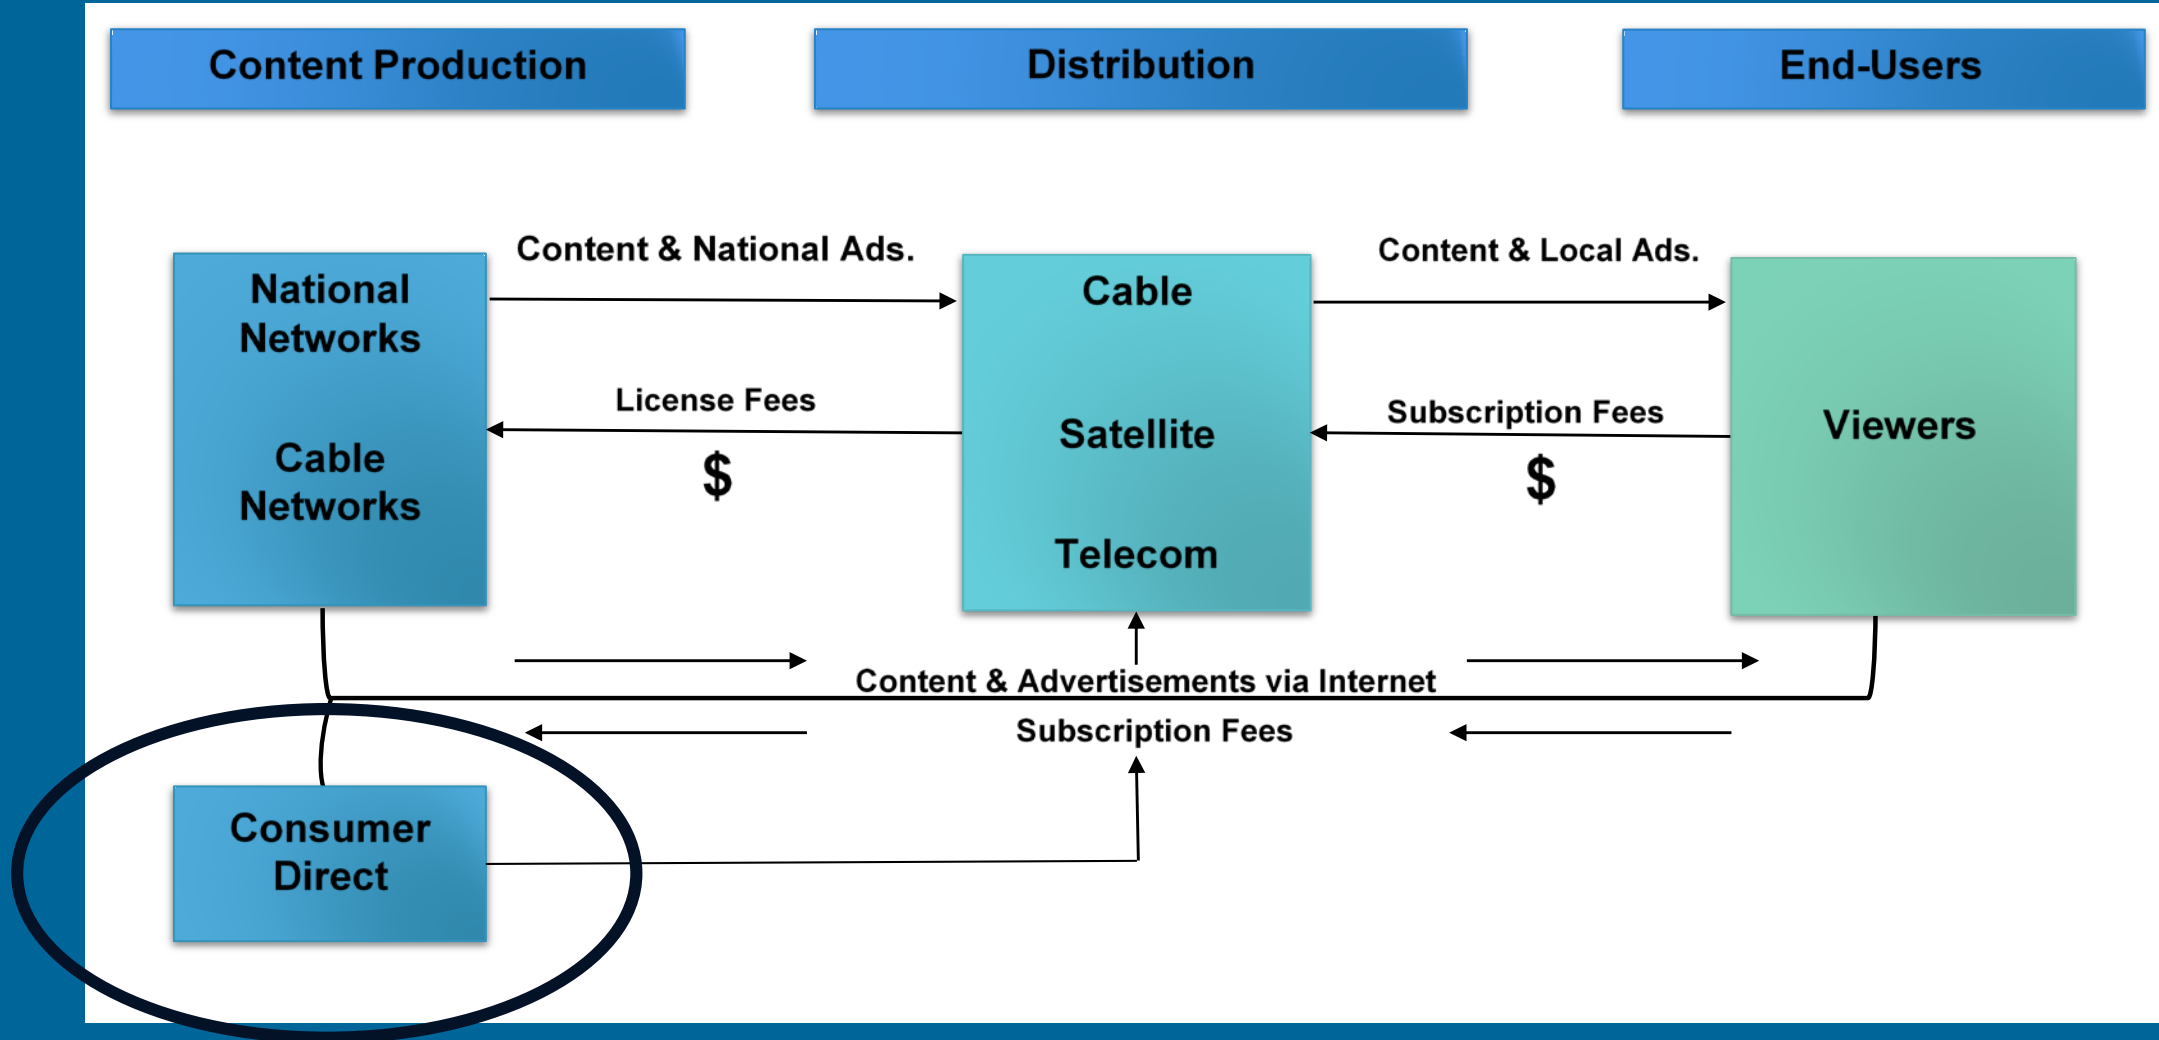 Content Production
Distribution
End-Users
Content & National Ads.
Content & Local Ads.
National
Networks
Cable
Networks
License Fees
$
Cable
Satellite
Telecom
Subscription Fees
$
Viewers
Content & Advertisements via Internet
Subscription Fees
Consumer
Direct